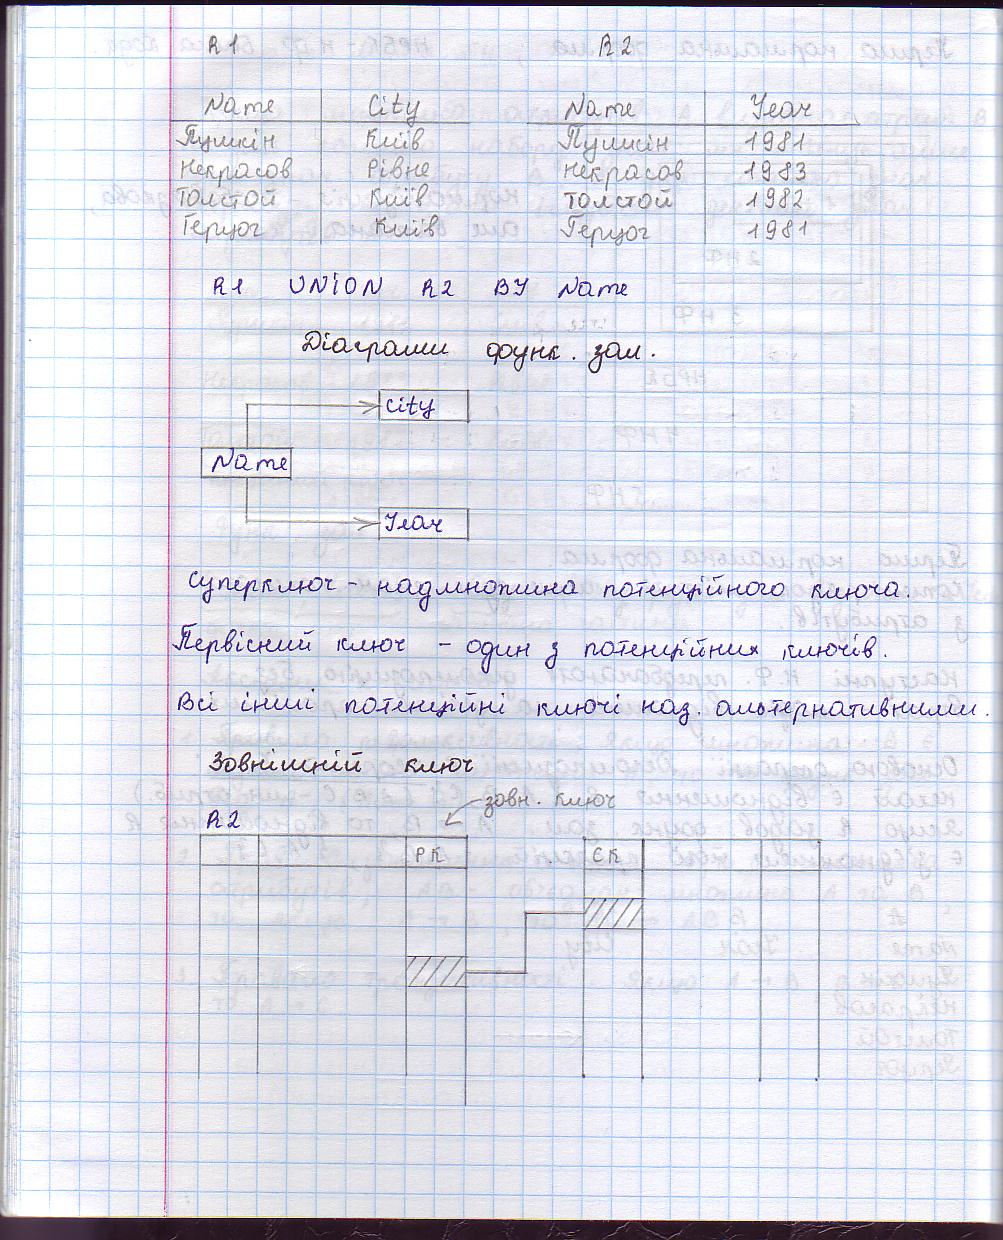 R1 R2
Name City Name Year
Пушкін Київ Пушкін 1981
Некрасов Рівне Некрасов 1983
Толстой Київ Толстой 1982
Герцог Київ Герцог 1981
R1 UNION R2 BY Name
Діаграми функ. зал.
City
Name
Year
Суперключ - надмножина потенційного ключа.
Первісний ключ - один з потенційних ключів.
Всі інші потенційні ключі наз. альтернативними.
Зовнішній ключ
зовн. ключ
R2
PK CK